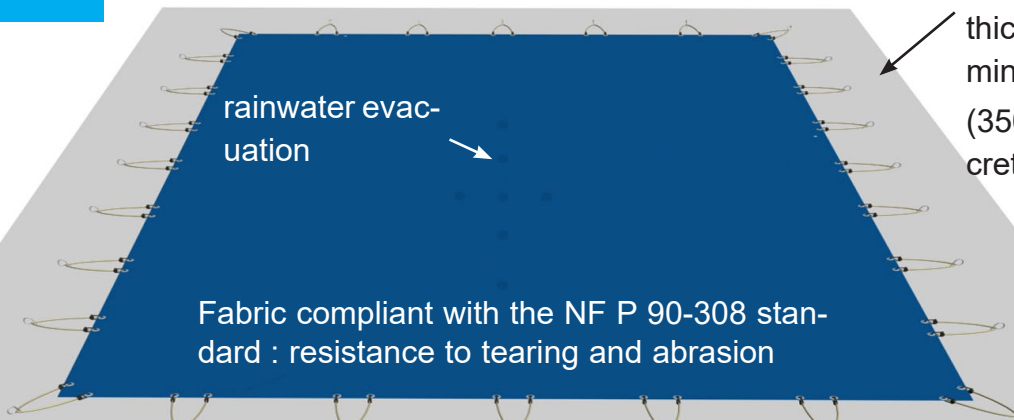 rainwater evac-
uation
Fabric compliant with the NF P 90-308 stan-
dard : resistance to tearing and abrasion